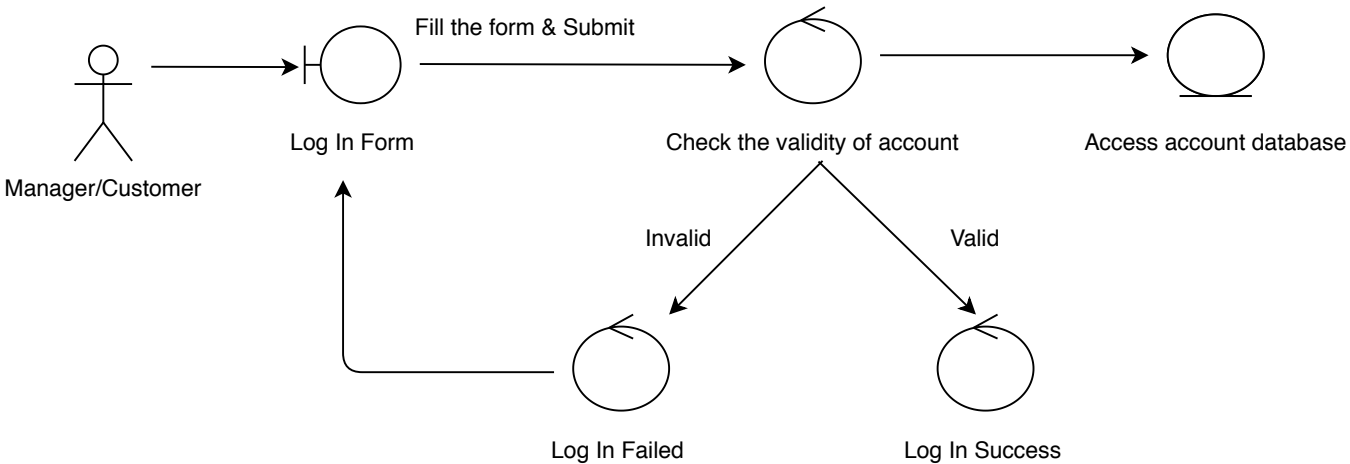 Fill the form & Submit
Log In Form
Check the validity of account
Access account database
Manager/Customer
Invalid
Valid
Log In Failed
Log In Success